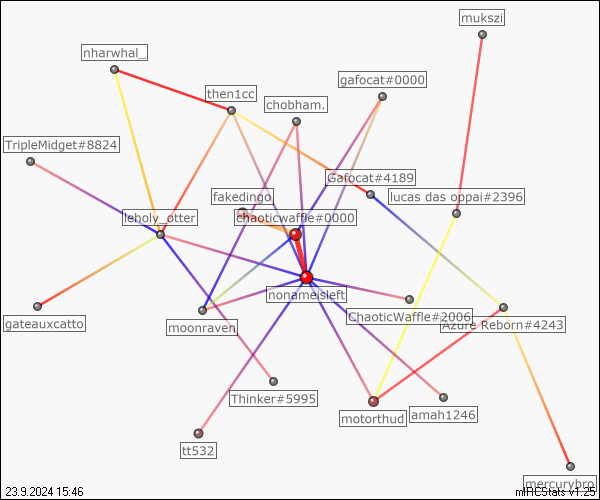 mukszi
nharwhal_
gafocat#0000
then1cc
chobham.
TripleMidget#8824
Gafocat#4189
fakedingo
lucas das oppai#2396
leholy_otter
chaoticwaffle#0000
nonameisleft
ChaoticWaffle#2006
gateauxcatto
moonraven
Azure Reborn#4243
Thinker#5995
motorthud
amah1246
tt532
mercurybro
23.9.2024 15:46
mIRCStats v1.25